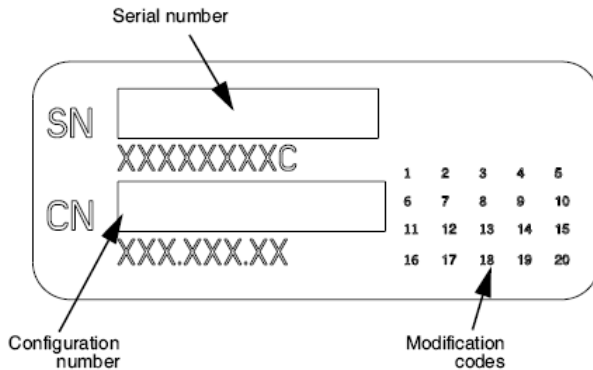 Serial number
SN
XXXXXXXXC
CN
XXX.XXX.XX
1 2 3 4 5
6 7 8 9 10
11 12 13 14 15
16 17 18 19 20
Configuration
number
Modification
codes